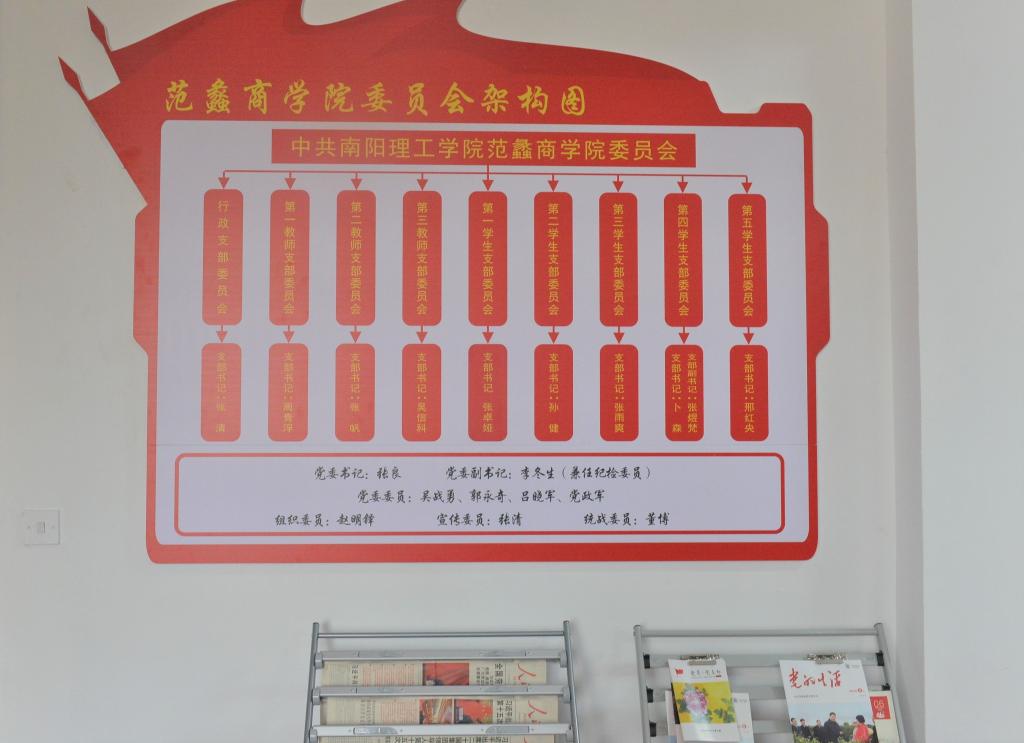 范蠡商学院委员会架构图
中共南阳理工学院范蠡商学院委员会
行政支部委员会
第一教师支部委员会
第二教师支部委员会
第三教师支部委员会
第一学生支部委员会
第二学生支部委员会
第三学生支部委员会
第四学生支部委员会
第五学生支部委员会
支部书记：张 清
支部书记：周青浮
支部书记：张 帆
支部书记：吴信科
支部书记 张卓娅
支部书记：孙 健
支部书记：张雨爽
支部副书记：张煜梵
支部书记：卜 森
支部书记：邢红央
党委书记：张良 党委副书记：李冬生（兼任纪检委员）
党委委员：吴战勇、郭永奇、吕晓军、党政军
组织委员：赵明铎 宣传委员：张清 统战委员：董博
党的生活